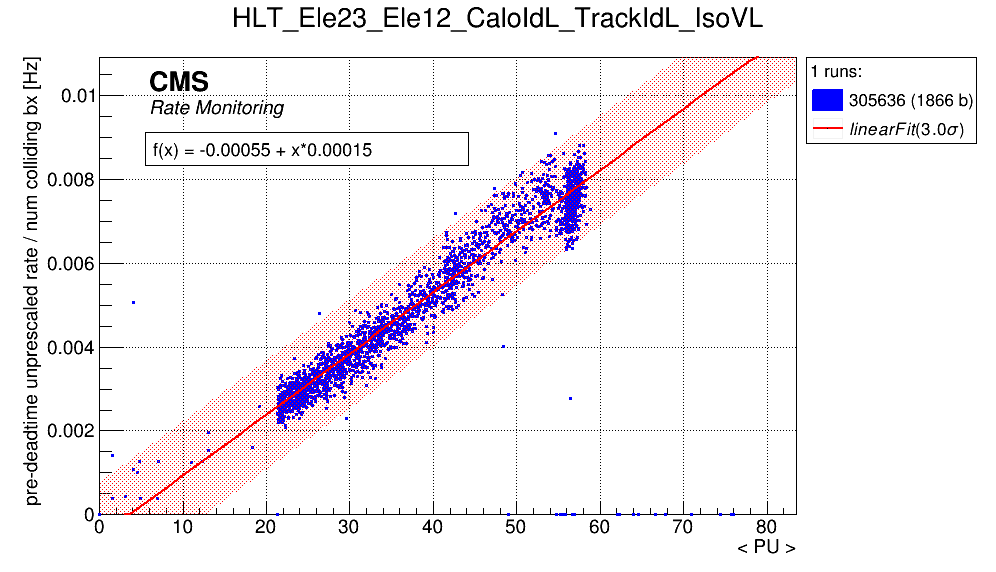 HLT_Ele23_Ele12_CaloIdL_TrackIdL_IsoVL
pre-deadtime unprescaled rate / num colliding bx [Hz]
CMS
Rate Monitoring
f(x) = -0.00055 + x*0.00015
1 runs:
305636 (1866 b)
linearFit(3.0σ)
0.01
0.008
0.006
0.004
0.002
0
0 10 20 30 40 50 60 70 80
< PU >